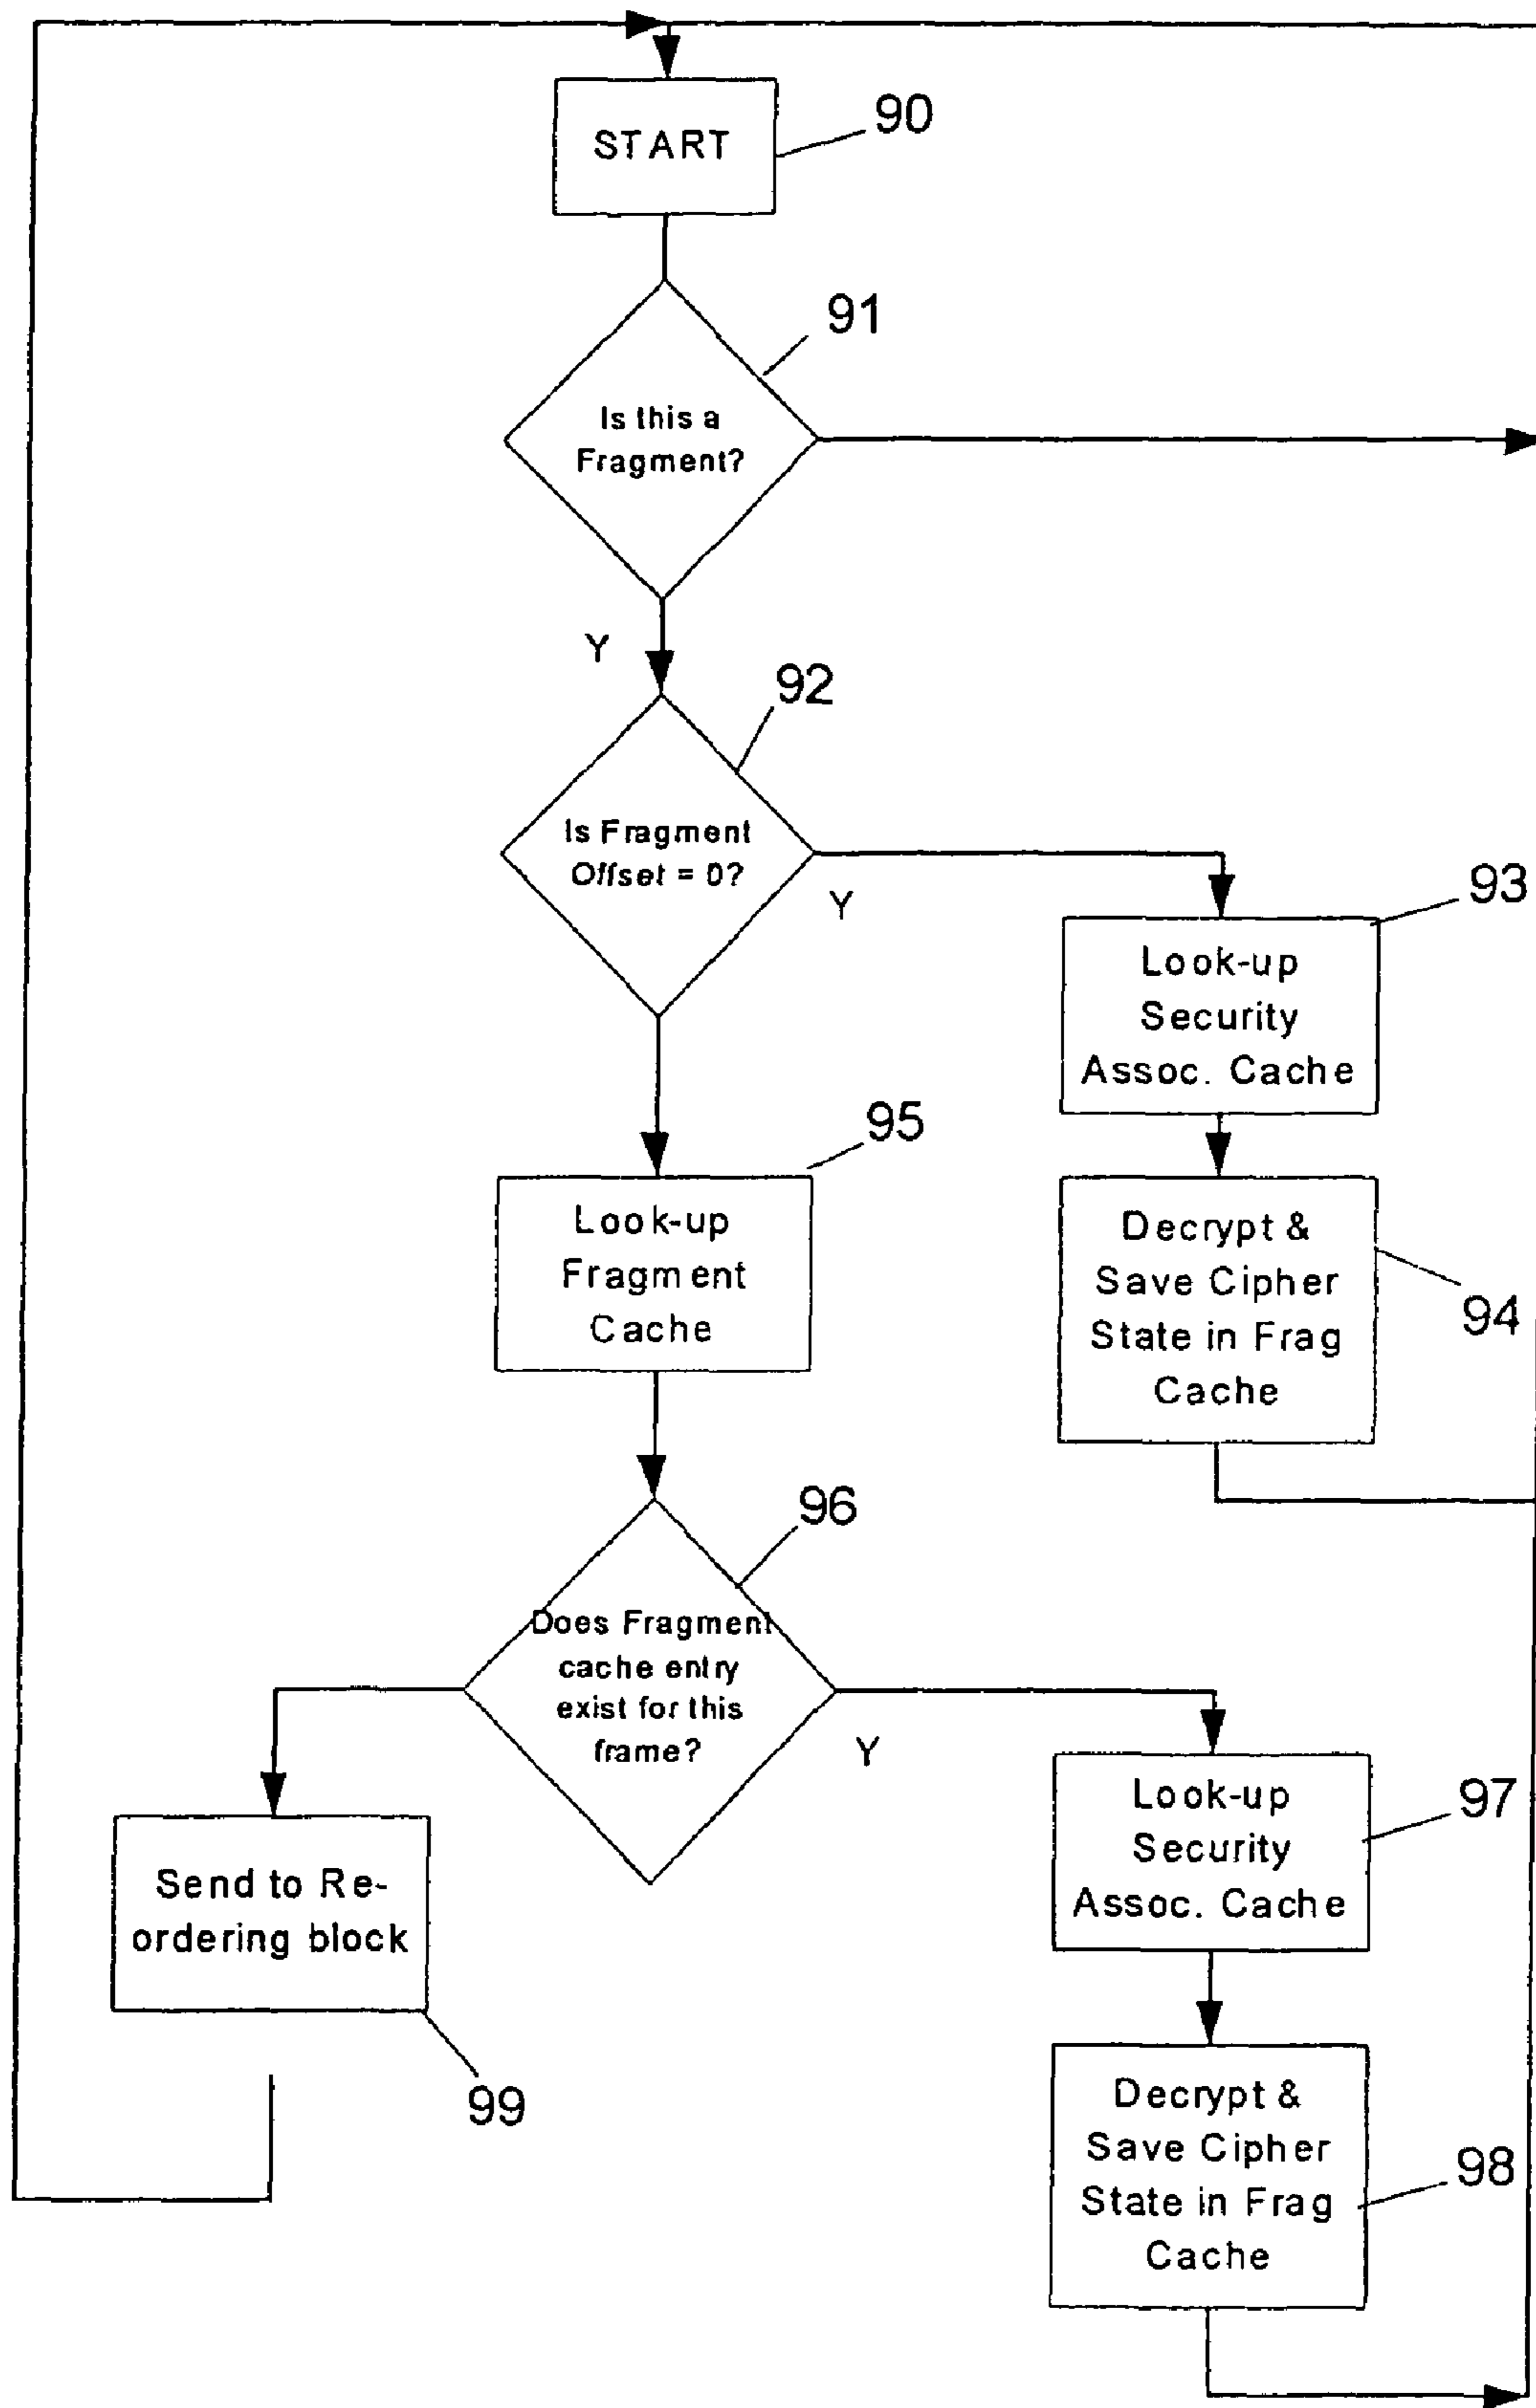 START
90
91
Is this a
Fragment?
Y
92
Is Fragment
Offset = 0?
Y
93
Look-up
Security
Assoc. Cache
95
Look-up
Fragment
Cache
Decrypt &
Save Cipher
State in Frag
Cache
94
96
Does Fragment
cache entry
exist for this
frame?
Y
Look-up
Security
Assoc. Cache
97
Send to Re-
ordering block
99
Decrypt &
Save Cipher
State in Frag
Cache
98